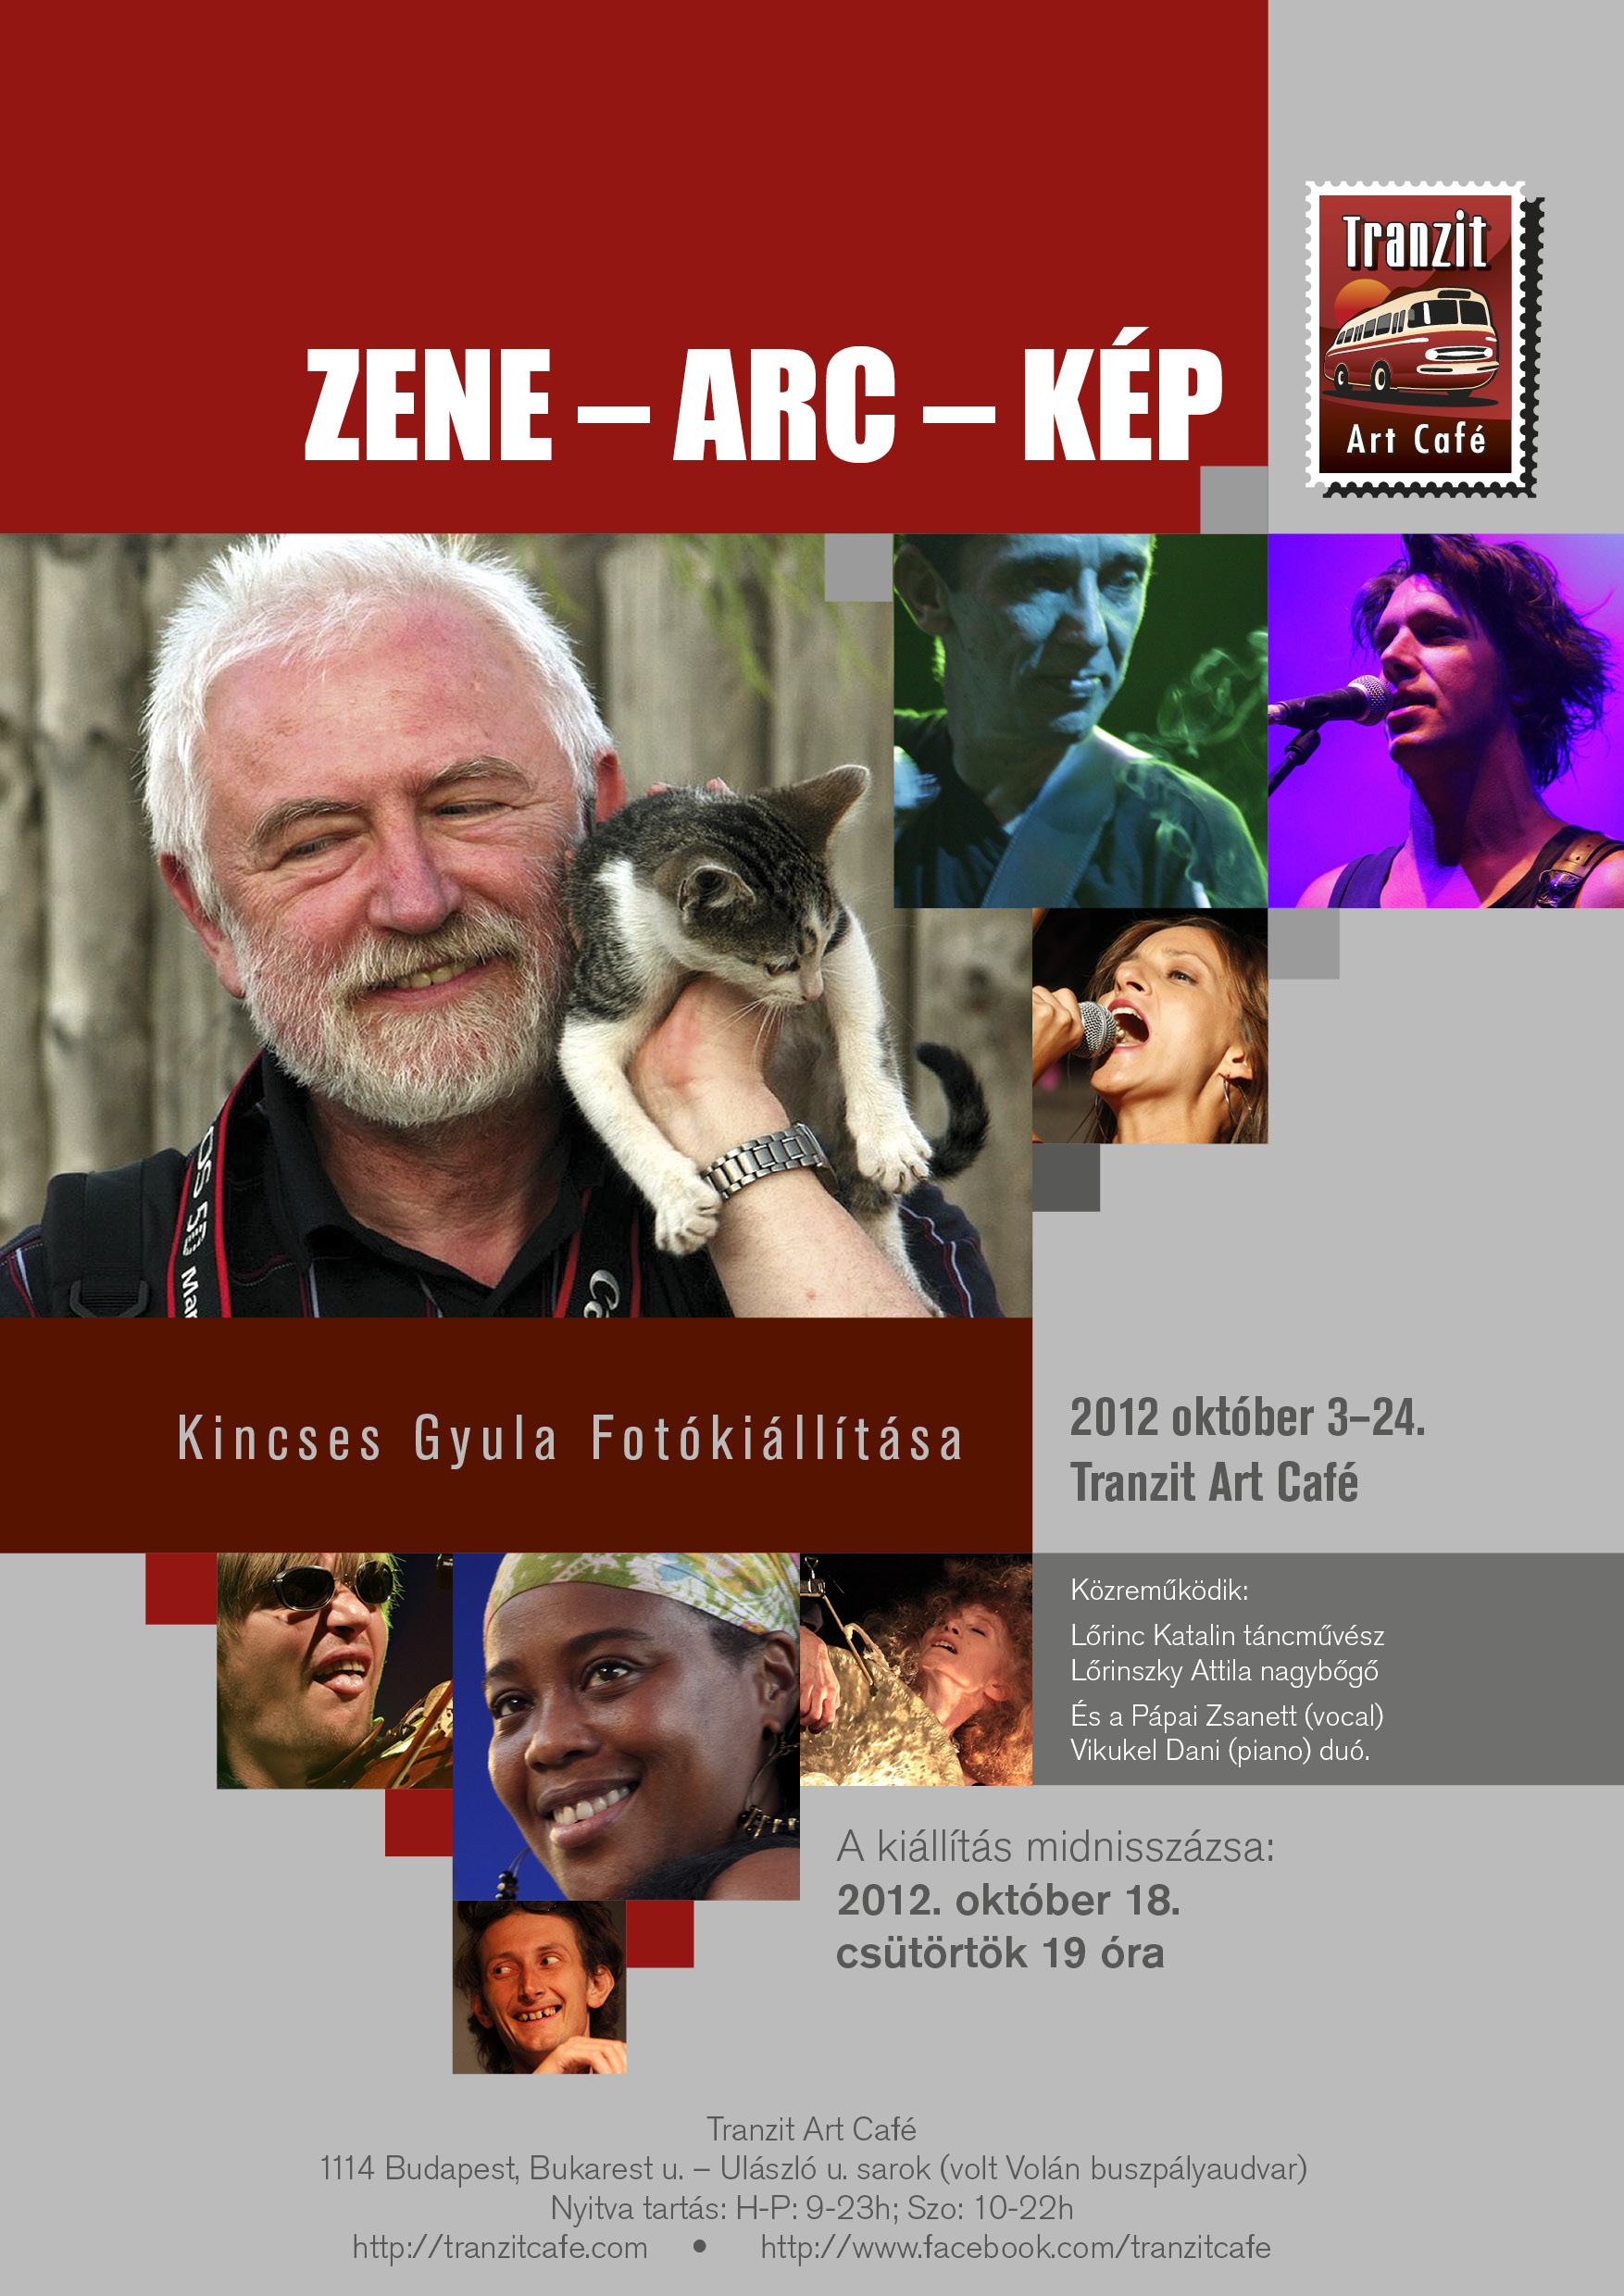 Tranzit
Art Café
ZENE – ARC – KÉP
Kincses Gyula Fotókiállítása
2012 október 3–24.
Tranzit Art Café
Közreműködik:
Lőrinc Katalin táncművész
Lőrinszky Attila nagybőgő
És a Pápai Zsanett (vocal)
Vikukel Dani (piano) duó.
A kiállítás midnisszázsa:
2012. október 18.
csütörtök 19 óra
Tranzit Art Café
1114 Budapest, Bukarest u. – Ulászló u. sarok (volt Volán buszpályaudvar)
Nyitva tartás: H-P: 9-23h; Szo: 10-22h
http://tranzitcafe.com • http://www.facebook.com/tranzitcafe